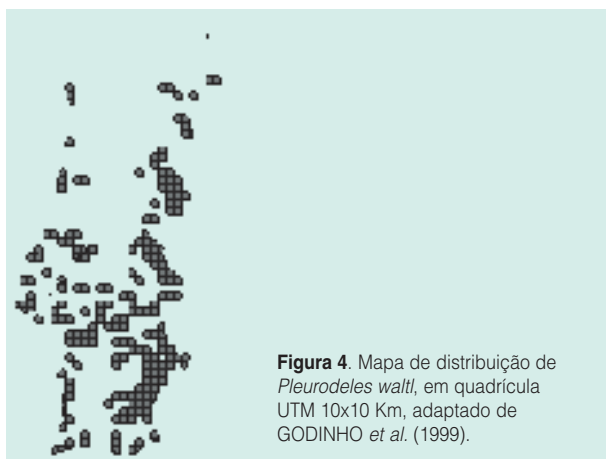 Figura 4. Mapa de distribuição de
Pleurodeles waltl, em quadrícula
UTM 10x10 Km, adaptado de
GODINHO et al. (1999).